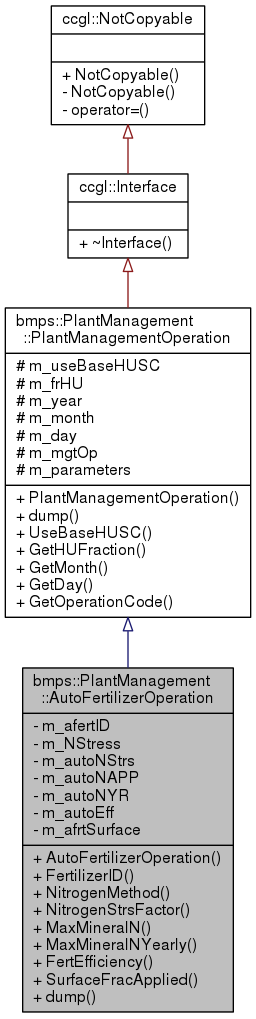 ccgl::NotCopyable
+ NotCopyable()
- NotCopyable()
- operator=()
ccgl::Interface
+ ~Interface()
bmps::PlantManagement
::PlantManagementOperation
# m_useBaseHUSC
# m_frHU
# m_year
# m_month
# m_day
# m_mgtOp
# m_parameters
+ PlantManagementOperation()
+ dump()
+ UseBaseHUSC()
+ GetHUFraction()
+ GetMonth()
+ GetDay()
+ GetOperationCode()
bmps::PlantManagement
::AutoFertilizerOperation
- m_afertID
- m_NStress
- m_autoNStrs
- m_autoNAPP
- m_autoNYR
- m_autoEff
- m_afrtSurface
+ AutoFertilizerOperation()
+ FertilizerID()
+ NitrogenMethod()
+ NitrogenStrsFactor()
+ MaxMineralN()
+ MaxMineralNYearly()
+ FertEfficiency()
+ SurfaceFracApplied()
+ dump()